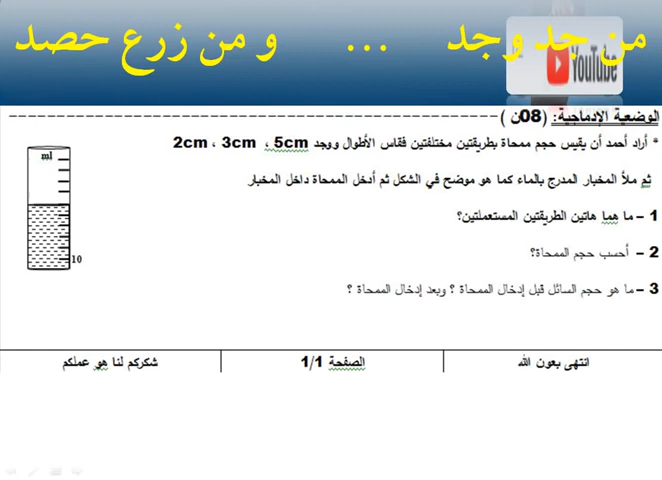 من جد وجد ... و من زرع حصد
YouTube
الوضعية الإدماجية: (08ن )
* أراد أحمد أن يقيس حجم ممحاة بطريقتين مختلفتين فقاس الأطوال ووجد 5cm ، 3cm ، 2cm
ثم ملأ المخبار المدرج بالماء كما هو موضح في الشكل ثم أدخل الممحاة داخل المخبار
1 – ما هما هاتين الطريقتين المستعملتين؟
2 – أحسب حجم الممحاة؟
3 – ما هو حجم السائل قبل إدخال الممحاة ؟ وبعد إدخال الممحاة ؟
ml
10
انتهى بعون الله
الصفحة 1/1
شكركم لنا هو عملكم